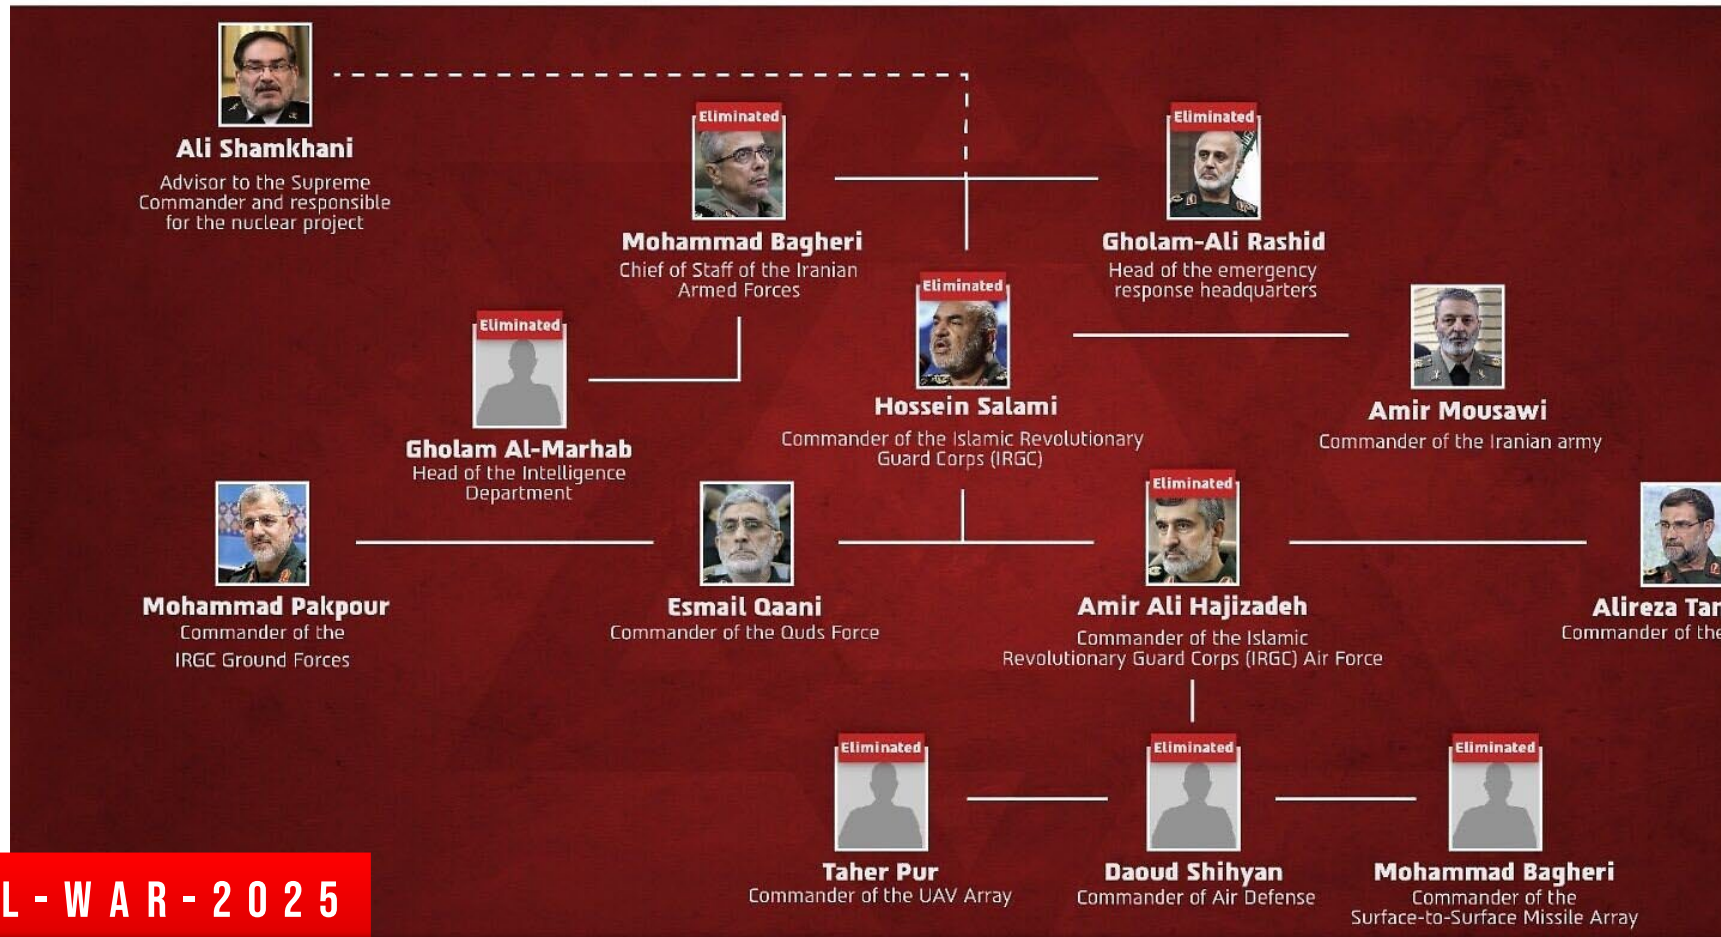 Ali Shamkhani
Advisor to the Supreme
Commander and responsible
for the nuclear project
Eliminated
Mohammad Bagheri
Chief of Staff of the Iranian
Armed Forces
Eliminated
Gholam-Ali Rashid
Head of the emergency
response headquarters
Eliminated
Gholam Al-Marhab
Head of the Intelligence
Department
Eliminated
Hossein Salami
Commander of the Islamic Revolutionary
Guard Corps (IRGC)
Amir Mousawi
Commander of the Iranian army
Mohammad Pakpour
Commander of the
IRGC Ground Forces
Esmail Qaani
Commander of the Quds Force
Eliminated
Amir Ali Hajizadeh
Commander of the Islamic
Revolutionary Guard Corps (IRGC) Air Force
Alireza Tan
Commander of the
Eliminated
Taher Pur
Commander of the UAV Array
Eliminated
Daoud Shihyan
Commander of Air Defense
Eliminated
Mohammad Bagheri
Commander of the
Surface-to-Surface Missile Array
L-WAR-2025